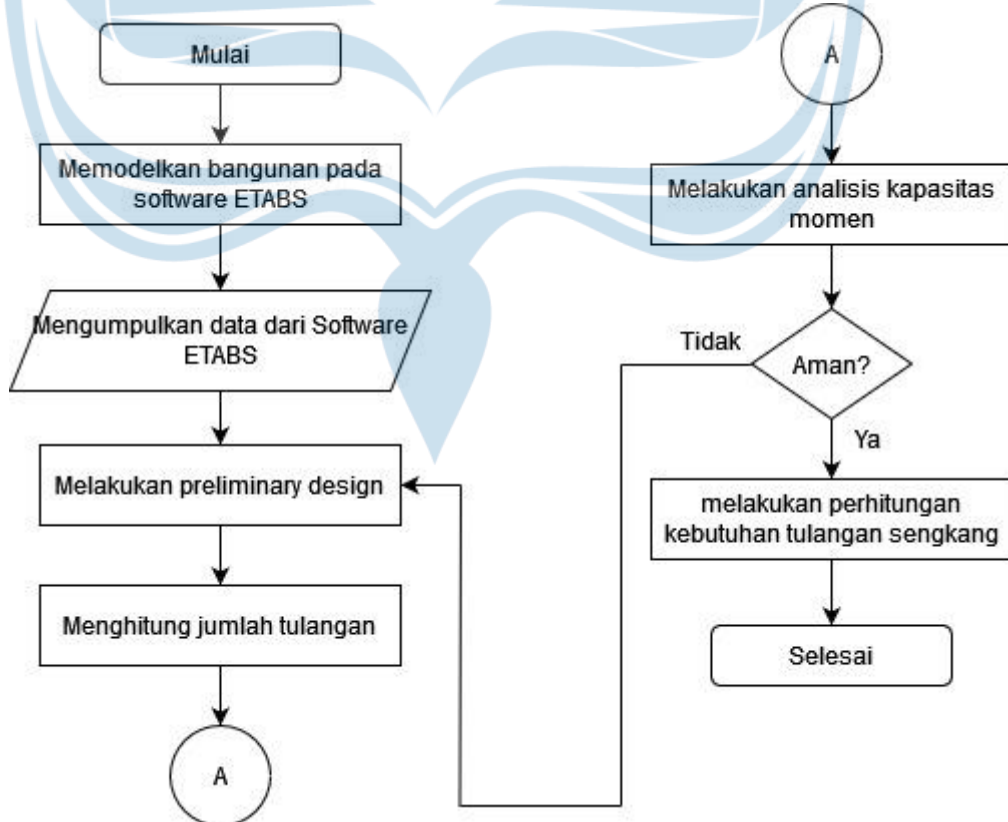 Mulai
Memodelkan bangunan pada
software ETABS
Mengumpulkan data dari Software
ETABS
Melakukan preliminary design
Menghitung jumlah tulangan
A
A
Melakukan analisis kapasitas
momen
Aman?
Tidak
Ya
melakukan perhitungan
kebutuhan tulangan sengkang
Selesai